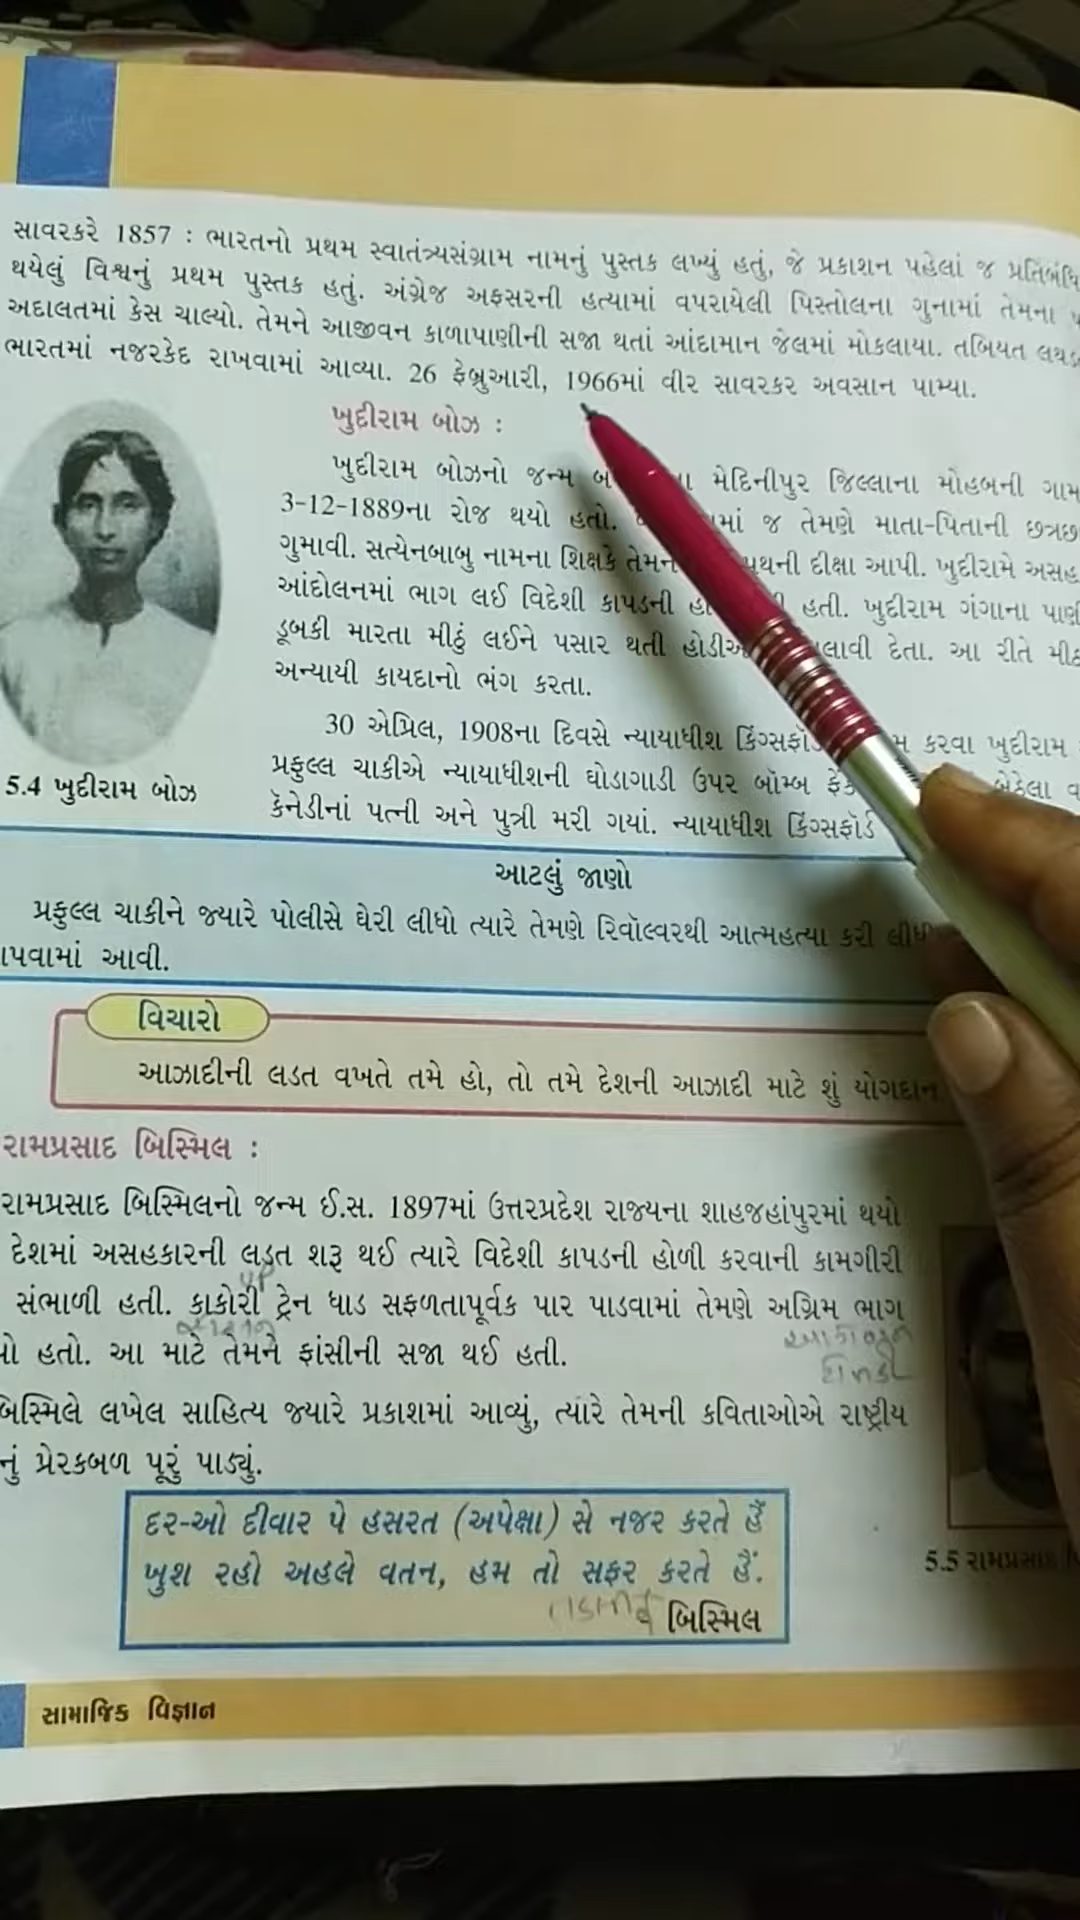 સાવરકરે 1857 : ભારતનો પ્રથમ સ્વાતંત્ર્યસંગ્રામ નામનું પુસ્તક લખ્યું હતું, જે પ્રકાશન પહેલાં જ
થયેલું વિશ્વનું પ્રથમ પુસ્તક હતું. અંગ્રેજ અફસરની હત્યામાં વપરાયેલી પિસ્તોલના ગુનામાં તેમના
અદાલતમાં કેસ ચાલ્યો. તેમને આજીવન કાળાપાણીની સજા થતાં આંદામાન જેલમાં મોકલાયા. તબિયત
ભારતમાં નજરકેદ રાખવામાં આવ્યા. 26 ફેબ્રુઆરી, 1966માં વીર સાવરકર અવસાન પામ્યા.
ખુદીરામ બોઝ :
ખુદીરામ બોઝનો જન્મ મેદિનીપુર જિલ્લાના મોહબની ગામ
3-12-1889ના રોજ થયો હતો. જ તેમણે માતા-પિતાની
ગુમાવી. સત્યેનબાબુ નામના શિક્ષકે દીક્ષા આપી. ખુદીરામે
આંદોલનમાં ભાગ લઈ વિદેશી કાપડની હતી. ખુદીરામ ગંગાના
ડૂબકી મારતા મીઠું લઈને પસાર થતી દેતા. આ રીતે
અન્યાયી કાયદાનો ભંગ કરતા.
30 એપ્રિલ, 1908ના દિવસે ન્યાયાધીશ કરવા ખુદીરામ
પ્રફુલ્લ ચાકીએ ન્યાયાધીશની ઘોડાગાડી ઉપર બૉમ્બ
કૅનેડીનાં પત્ની અને પુત્રી મરી ગયાં. ન્યાયાધીશ કિંગ્સફૉર્ડ
5.4 ખુદીરામ બોઝ
આટલું જાણો
પ્રફુલ્લ ચાકીને જ્યારે પોલીસે ઘેરી લીધો ત્યારે તેમણે રિવૉલ્વરથી આત્મહત્યા કરી
આવી.
વિચારો
આઝાદીની લડત વખતે તમે હો, તો તમે દેશની આઝાદી માટે શું યોગદાન
રામપ્રસાદ બિસ્મિલ :
રામપ્રસાદ બિસ્મિલનો જન્મ ઈ.સ. 1897માં ઉત્તરપ્રદેશ રાજ્યના શાહજહાંપુરમાં થયો
દેશમાં અસહકારની લડત શરૂ થઈ ત્યારે વિદેશી કાપડની હોળી કરવાની કામગીરી
UP
સંભાળી હતી. કાકોરી ટ્રેન ધાડ સફળતાપૂર્વક પાર પાડવામાં તેમણે અગ્રિમ ભાગ
હતો. આ માટે તેમને ફાંસીની સજા થઈ હતી.
બિસ્મિલે લખેલ સાહિત્ય જ્યારે પ્રકાશમાં આવ્યું, ત્યારે તેમની કવિતાઓએ રાષ્ટ્રીય
પ્રેરકબળ પૂરું પાડ્યું.
દર-ઓ દીવાર પે હસરત (અપેક્ષા) સે નજર કરતે હૈં
ખુશ રહો અહલે વતન, હમ તો સફર કરતે હૈં.
બિસ્મિલ
5.5
સામાજિક વિજ્ઞાન